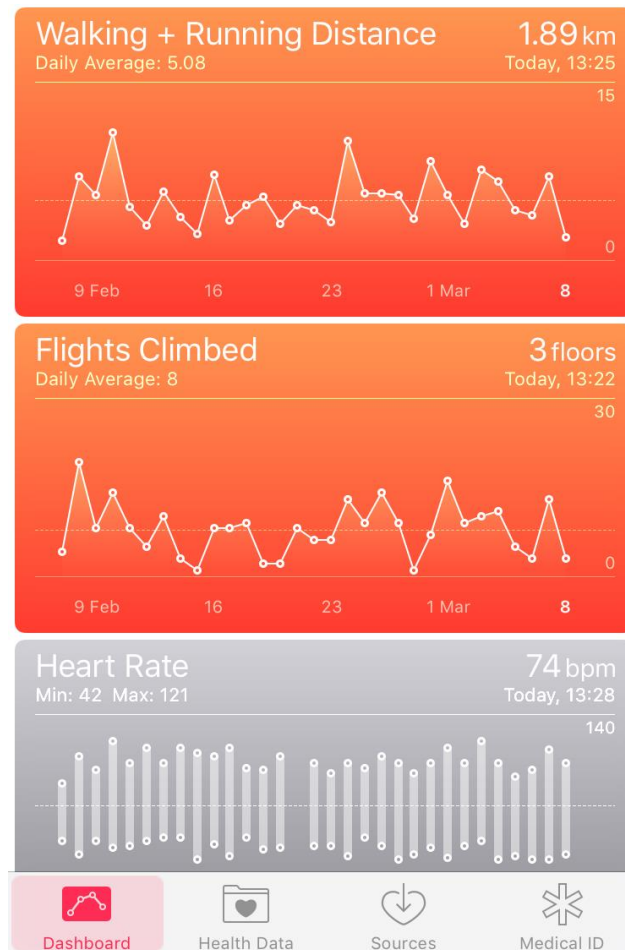 Walking + Running Distance 1.89 km
Daily Average: 5.08 Today, 13:25
15
0
9 Feb 16 23 1 Mar 8
Flights Climbed 3 floors
Daily Average: 8 Today, 13:22
30
0
9 Feb 16 23 1 Mar 8
Heart Rate 74 bpm
Min: 42 Max: 121 Today, 13:28
140
Dashboard Health Data Sources Medical ID